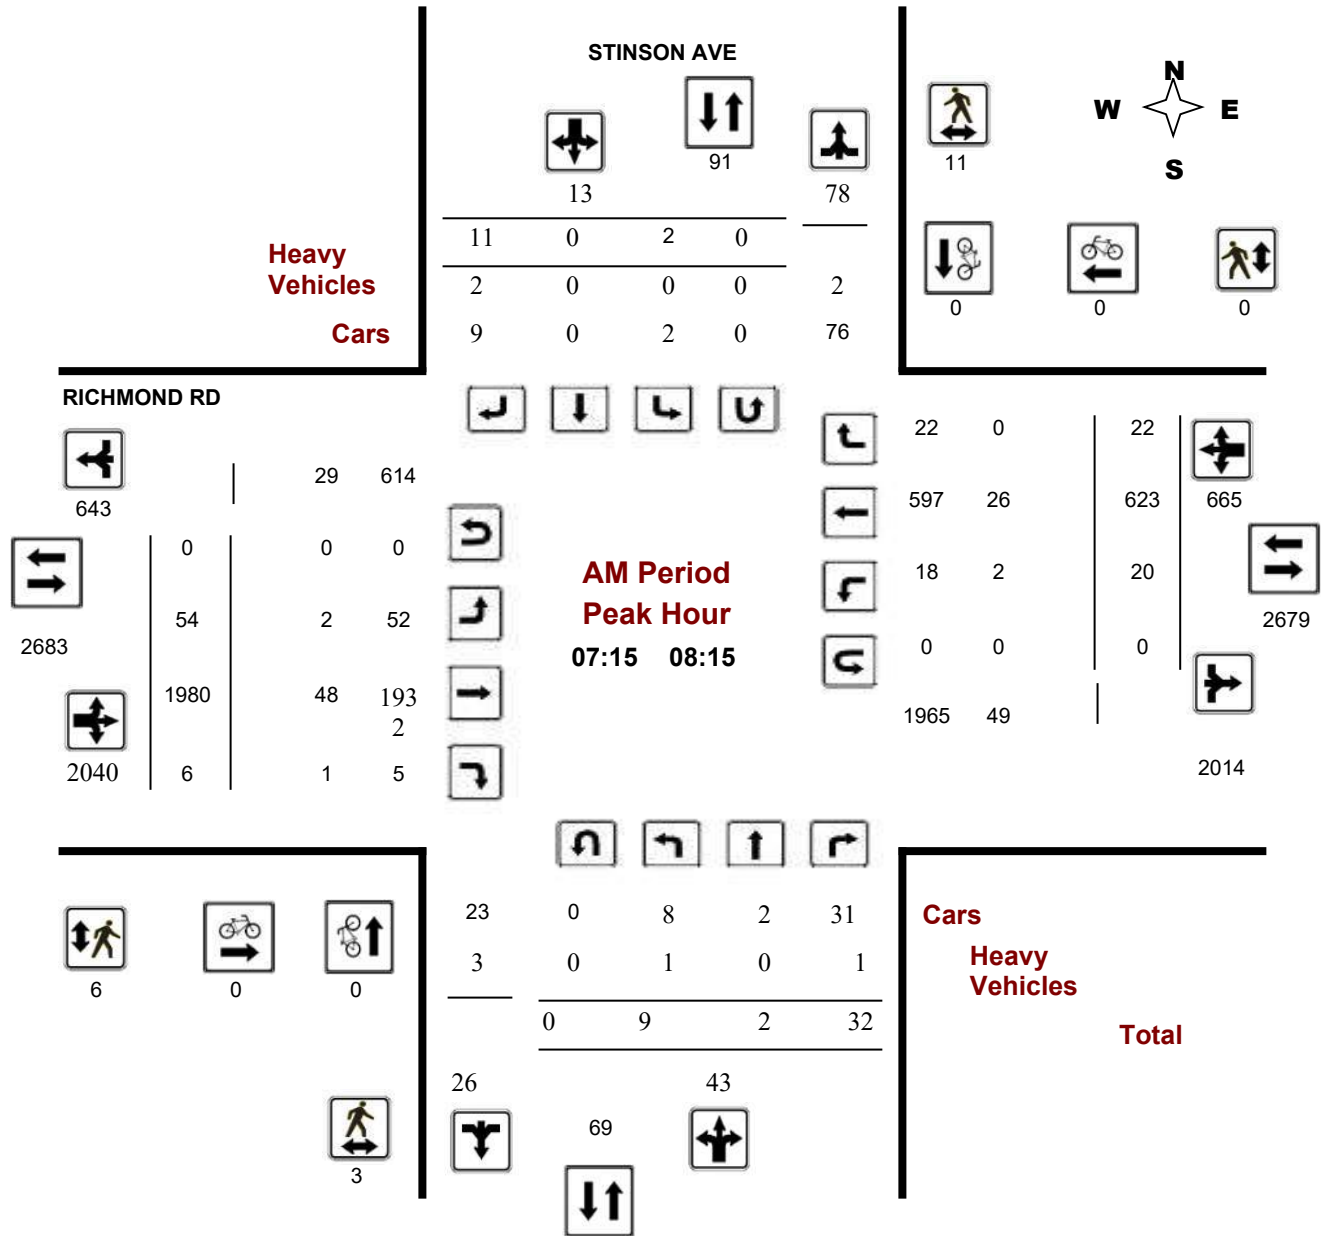 STINSON AVE
N
W E
S
91
11
13
78
11 0 2 0
Heavy
Vehicles
2 0 0 0 2
0 0 0
Cars
9 0 2 0 76
RICHMOND RD
22 0 22
29 614
643
597 26 623 665
0 0 0
AM Period
18 2 20
Peak Hour
54 2 52
2679
2683
07:15 08:15
0 0 0
1980 48 193
2
1965 49
2040 6 1 5
2014
23 0 8 2 31
Cars
3 0 1 0 1
Heavy
Vehicles
6 0 0
0 9 2 32
Total
26 43
69
3